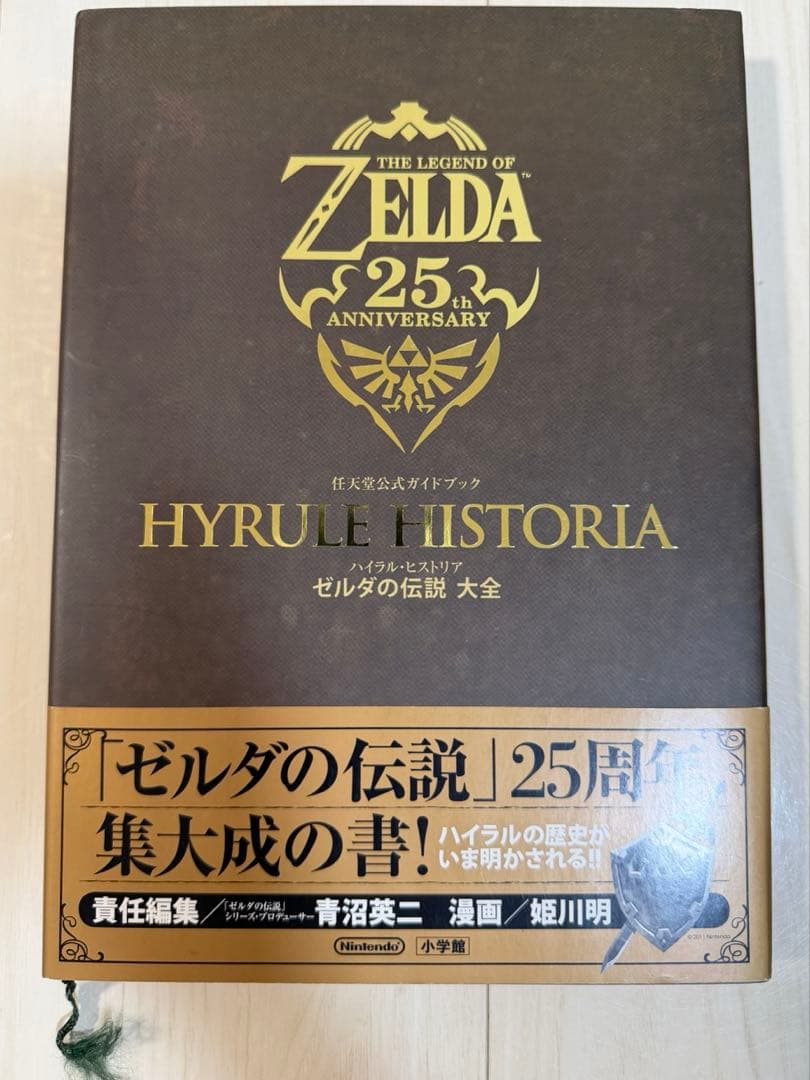 THE LEGEND OF
ZELDA™
25th
ANNIVERSARY
任天堂公式ガイドブック
HYRULE HISTORIA
ハイラル・ヒストリア
ゼルダの伝説 大全
「ゼルダの伝説」25周年、
集大成の書!
ハイラルの歴史が
いま明かされる!!
責任編集/「ゼルダの伝説」シリーズ・プロデューサー 青沼英二 漫画/姫川明
Nintendo 小学館
©2011 Nintendo